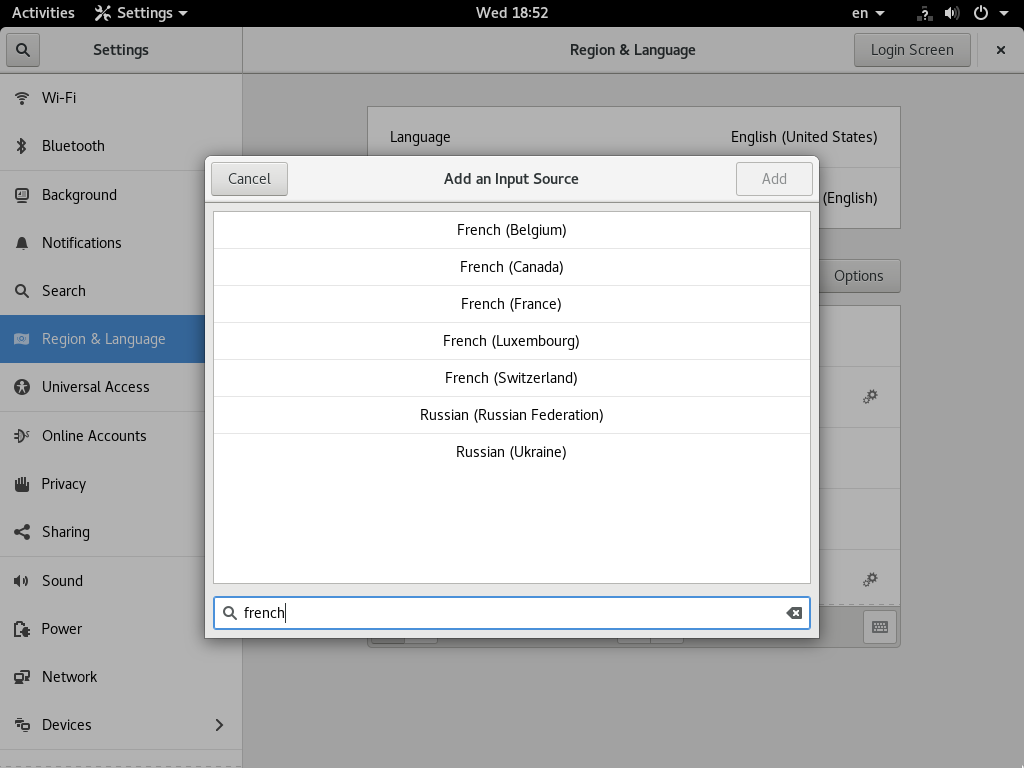 Activities Settings Wed 18:52 en
Settings Region & Language Login Screen
Wi-Fi
Bluetooth
Background
Notifications
Search
Region & Language
Universal Access
Online Accounts
Privacy
Sharing
Sound
Power
Network
Devices
Language English (United States)
(English)
Options
Cancel Add an Input Source Add
French (Belgium)
French (Canada)
French (France)
French (Luxembourg)
French (Switzerland)
Russian (Russian Federation)
Russian (Ukraine)
french